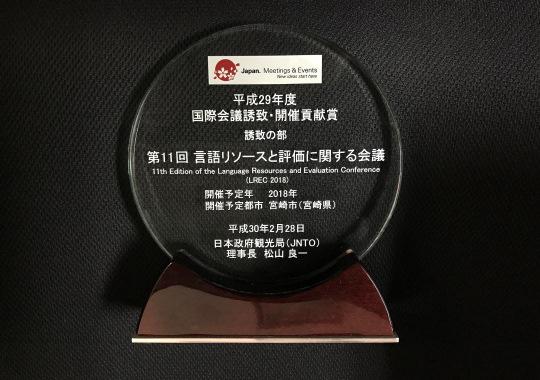 Japan. Meetings & Events
New ideas start here
平成29年度
国際会議誘致・開催貢献賞
誘致の部
第11回 言語リソースと評価に関する会議
11th Edition of the Language Resources and Evaluation Conference
(LREC 2018)
開催予定年 2018年
開催予定都市 宮崎市(宮崎県)
平成30年2月28日
日本政府観光局(JNTO)
理事長 松山 良一